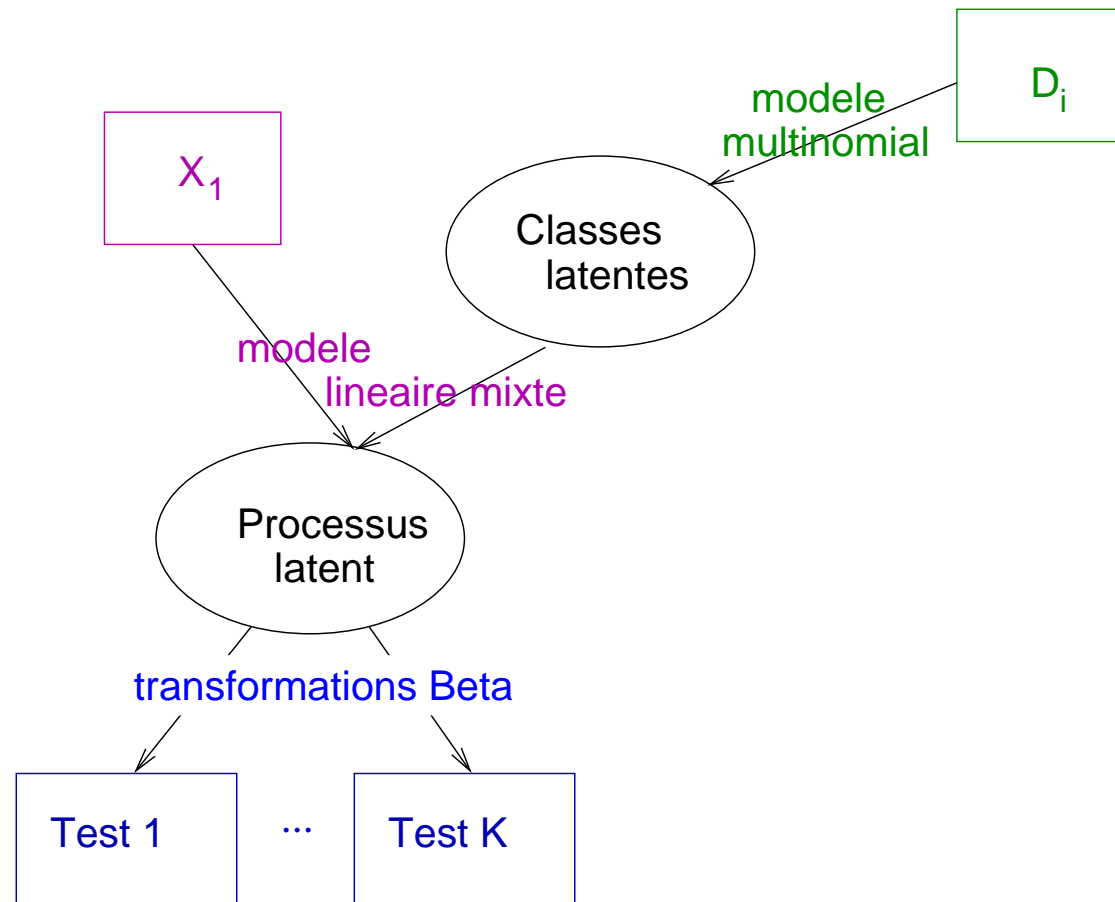 D_i
modele
multinomial
X_1
Classes
latentes
modele
lineaire mixte
Processus
latent
transformations Beta
Test 1 ... Test K